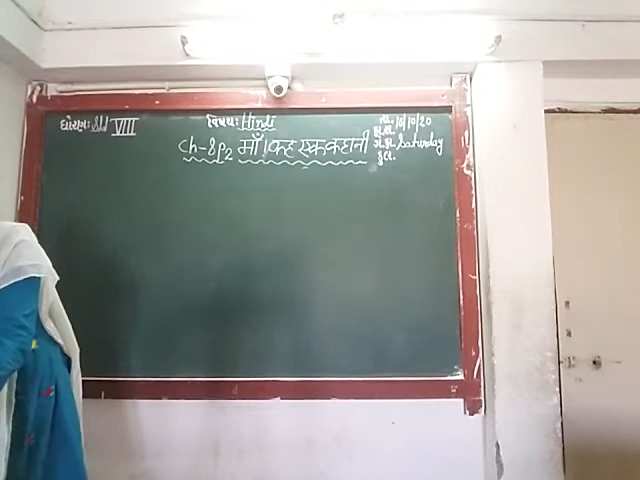 ધોરણ: Std VIII
વિષય: Hindi
તા. 10/10/20
ગે.હા. Saturday
કુલ.
Ch-8 P2 माँ! कह एक कहानी